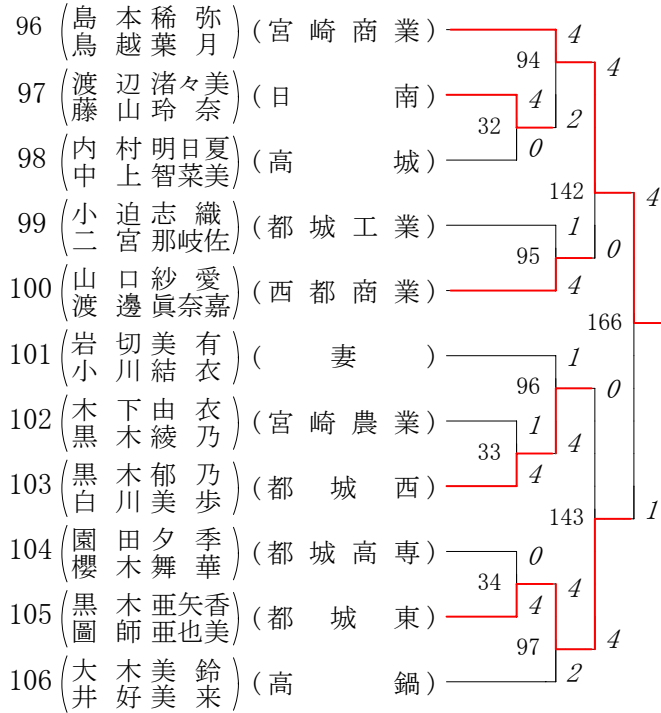 96 (島本稀弥 鳥越葉月) (宮崎商業) 4
94 4
97 (渡辺渚々美 藤山玲奈) (日南) 4
32 2
98 (内村明日夏 中上智菜美) (高城) 0
142 4
99 (小迫志織 二宮那岐佐) (都城工業) 1
95 0
100 (山口紗愛 渡邊眞奈嘉) (西都商業) 4
166
101 (岩切美有 小川結衣) (妻) 1
96 0
102 (木下由衣 黒木綾乃) (宮崎農業) 1
33 4
103 (黒木郁乃 白川美歩) (都城西) 4
143 1
104 (園田夕季 櫻木舞華) (都城高専) 0
34 4
105 (黒木亜矢香 圖師亜也美) (都城東) 4
97 4
106 (大木美鈴 井好美来) (高鍋) 2